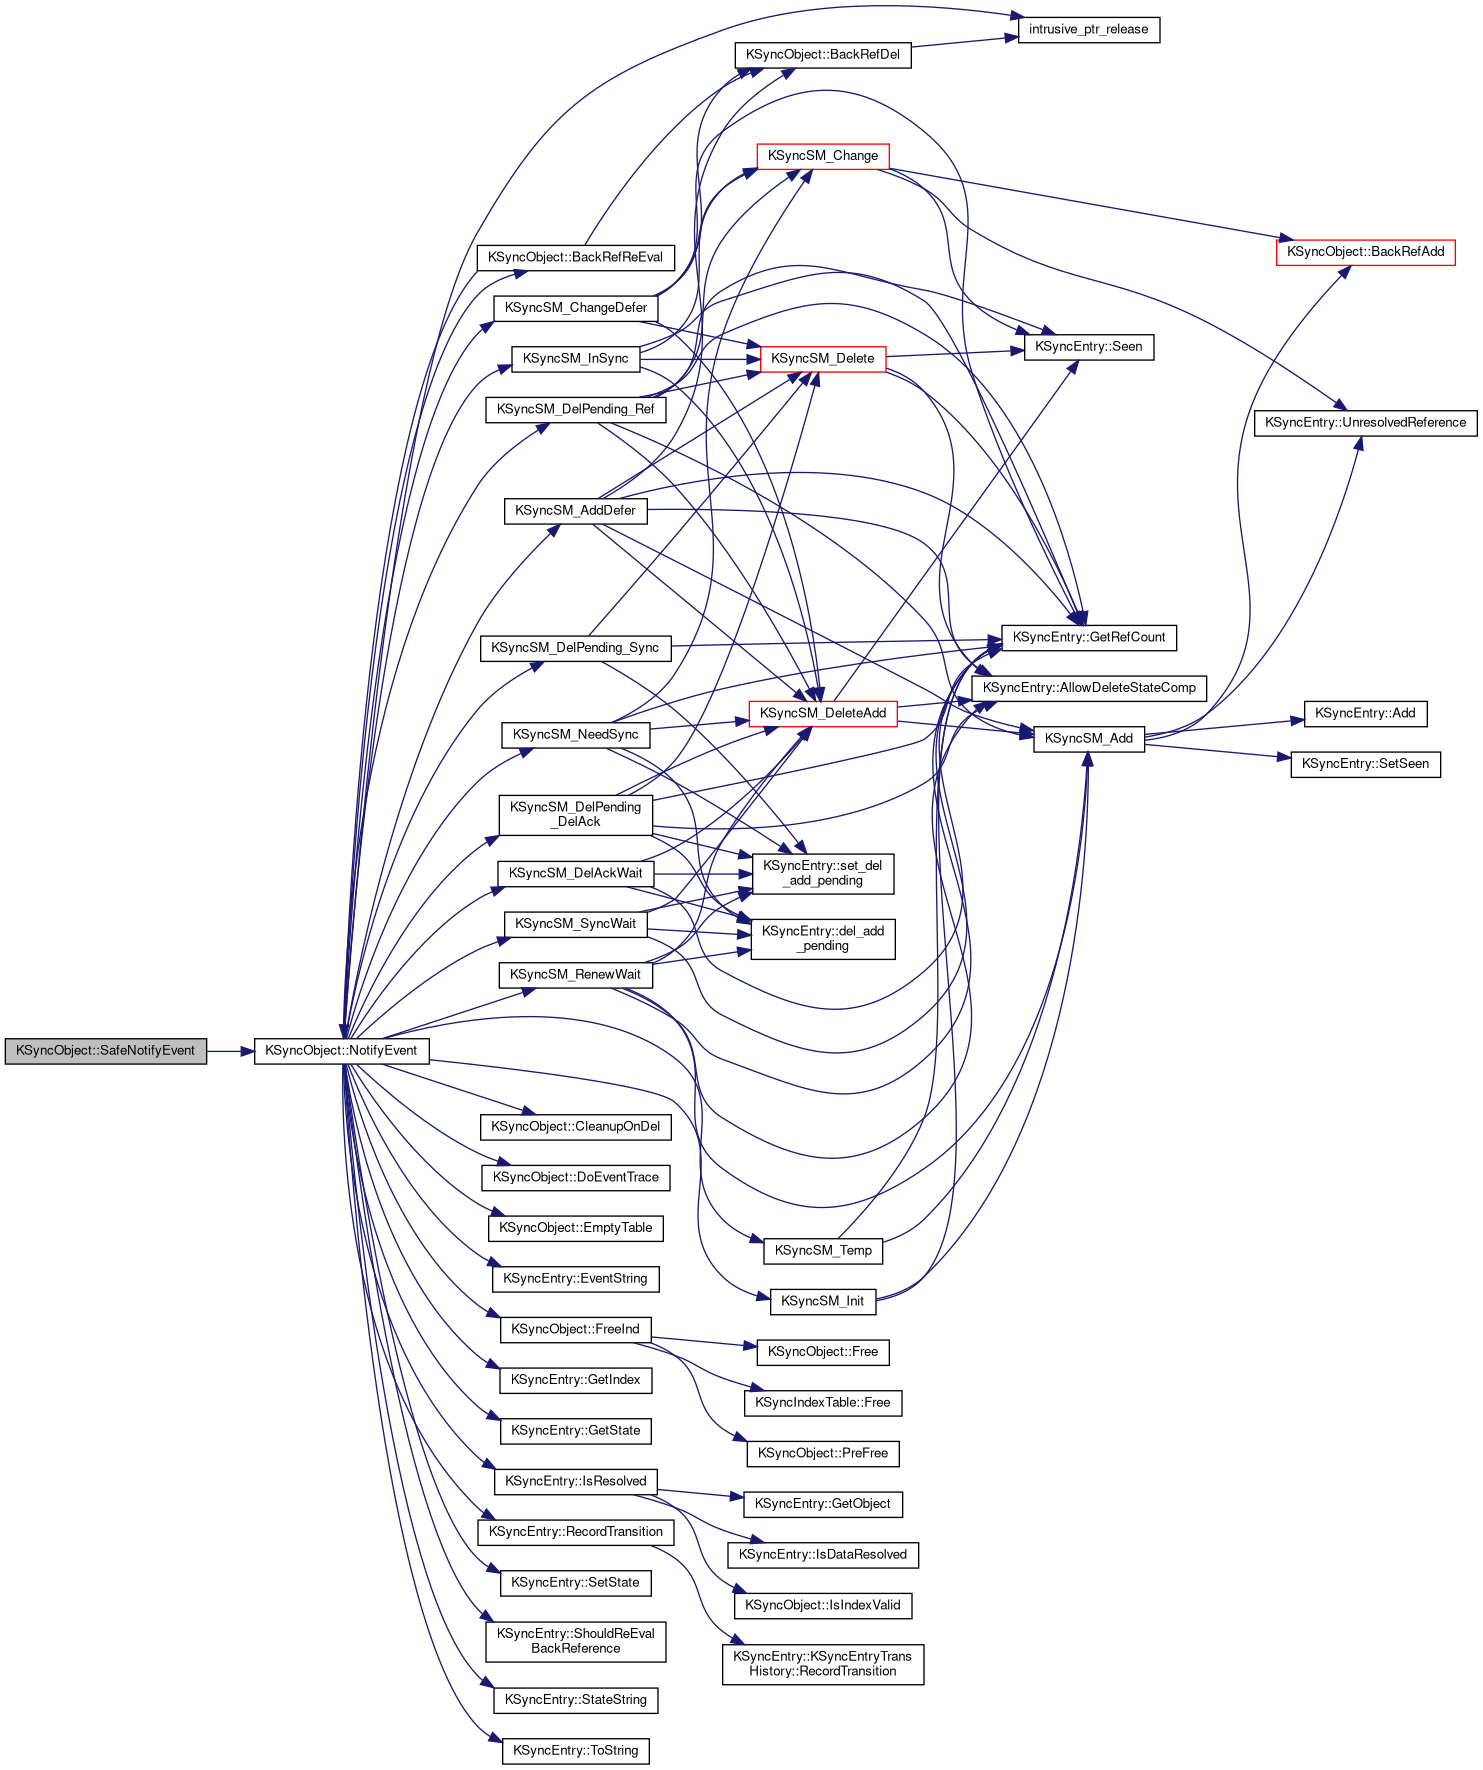 intrusive_ptr_release
KSyncObject::BackRefDel
KSyncSM_Change
KSyncObject::BackRefReEval
KSyncObject::BackRefAdd
KSyncSM_ChangeDefer
KSyncEntry::Seen
KSyncSM_InSync
KSyncSM_Delete
KSyncSM_DelPending_Ref
KSyncEntry::UnresolvedReference
KSyncSM_AddDefer
KSyncEntry::GetRefCount
KSyncSM_DelPending_Sync
KSyncEntry::AllowDeleteStateComp
KSyncSM_DeleteAdd
KSyncEntry::Add
KSyncSM_NeedSync
KSyncSM_Add
KSyncEntry::SetSeen
KSyncSM_DelPending
_DelAck
KSyncEntry::set_del
_add_pending
KSyncSM_DelAckWait
KSyncSM_SyncWait
KSyncEntry::del_add
_pending
KSyncSM_RenewWait
KSyncObject::SafeNotifyEvent
KSyncObject::NotifyEvent
KSyncObject::CleanupOnDel
KSyncObject::DoEventTrace
KSyncObject::EmptyTable
KSyncSM_Temp
KSyncEntry::EventString
KSyncSM_Init
KSyncObject::FreeInd
KSyncObject::Free
KSyncEntry::GetIndex
KSyncIndexTable::Free
KSyncEntry::GetState
KSyncObject::PreFree
KSyncEntry::IsResolved
KSyncEntry::GetObject
KSyncEntry::RecordTransition
KSyncEntry::IsDataResolved
KSyncEntry::SetState
KSyncObject::IsIndexValid
KSyncEntry::ShouldReEval
BackReference
KSyncEntry::KSyncEntryTrans
History::RecordTransition
KSyncEntry::StateString
KSyncEntry::ToString